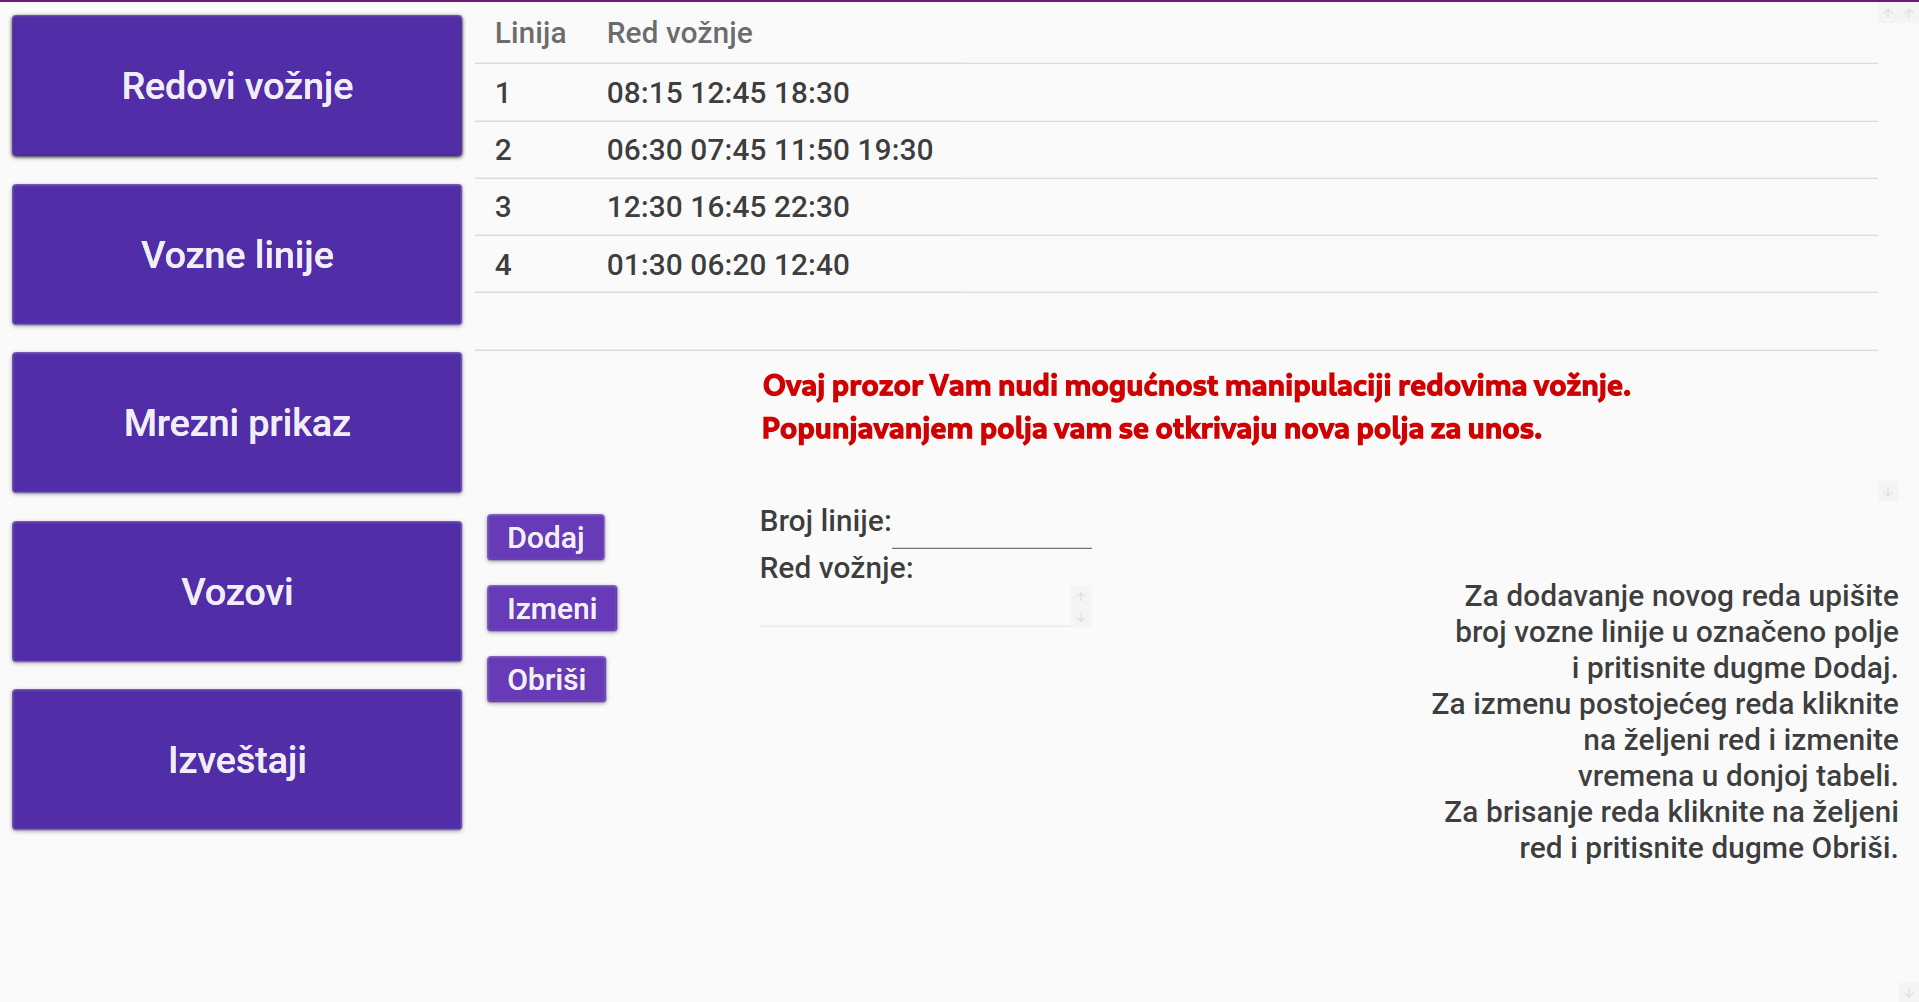 Redovi vožnje
Vozne linije
Mrezni prikaz
Vozovi
Izveštaji
Linija Red vožnje
1 08:15 12:45 18:30
2 06:30 07:45 11:50 19:30
3 12:30 16:45 22:30
4 01:30 06:20 12:40
Ovaj prozor Vam nudi mogućnost manipulaciji redovima vožnje.
Popunjavanjem polja vam se otkrivaju nova polja za unos.
Dodaj
Izmeni
Obriši
Broj linije:
Red vožnje:
Za dodavanje novog reda upišite
broj vozne linije u označeno polje
i pritisnite dugme Dodaj.
Za izmenu postojećeg reda kliknite
na željeni red i izmenite
vremena u donjoj tabeli.
Za brisanje reda kliknite na željeni
red i pritisnite dugme Obriši.